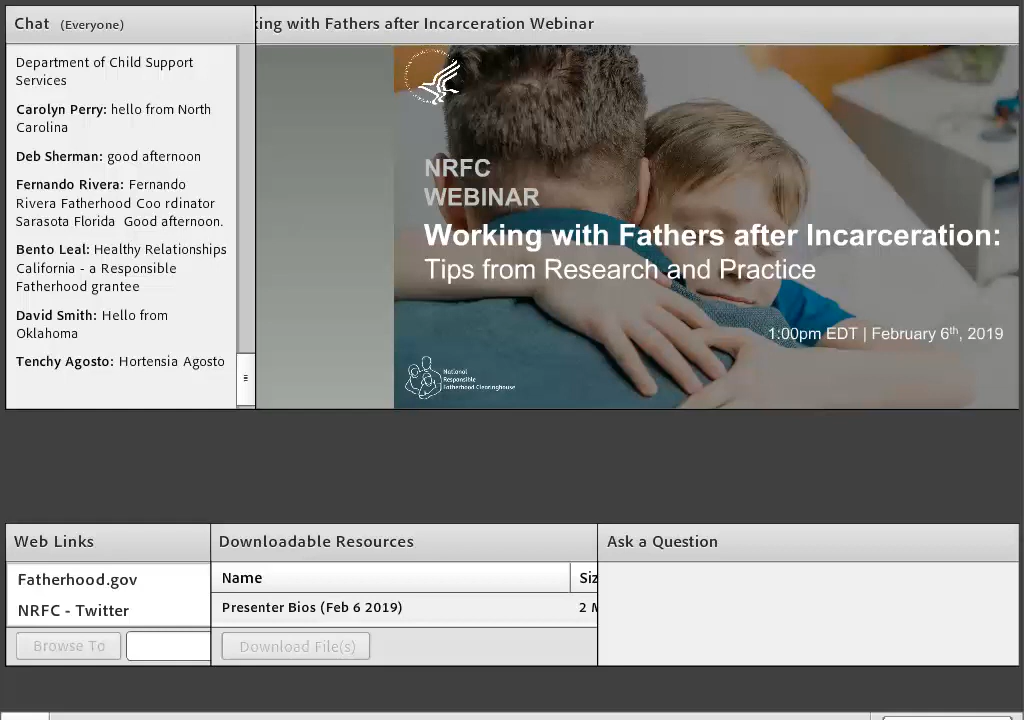 Chat (Everyone)
king with Fathers after Incarceration Webinar
Department of Child Support
Services
Carolyn Perry: hello from North
Carolina
Deb Sherman: good afternoon
Fernando Rivera: Fernando
Rivera Fatherhood Coo rdinator
Sarasota Florida Good afternoon.
Bento Leal: Healthy Relationships
California - a Responsible
Fatherhood grantee
David Smith: Hello from
Oklahoma
Tenchy Agosto: Hortensia Agosto
NRFC
WEBINAR
Working with Fathers after Incarceration:
Tips from Research and Practice
1:00pm EDT | February 6th, 2019
National
Responsible
Fatherhood Clearinghouse
Web Links
Fatherhood.gov
NRFC - Twitter
Browse To
Downloadable Resources
Name
Siz
Presenter Bios (Feb 6 2019)
2 M
Download File(s)
Ask a Question